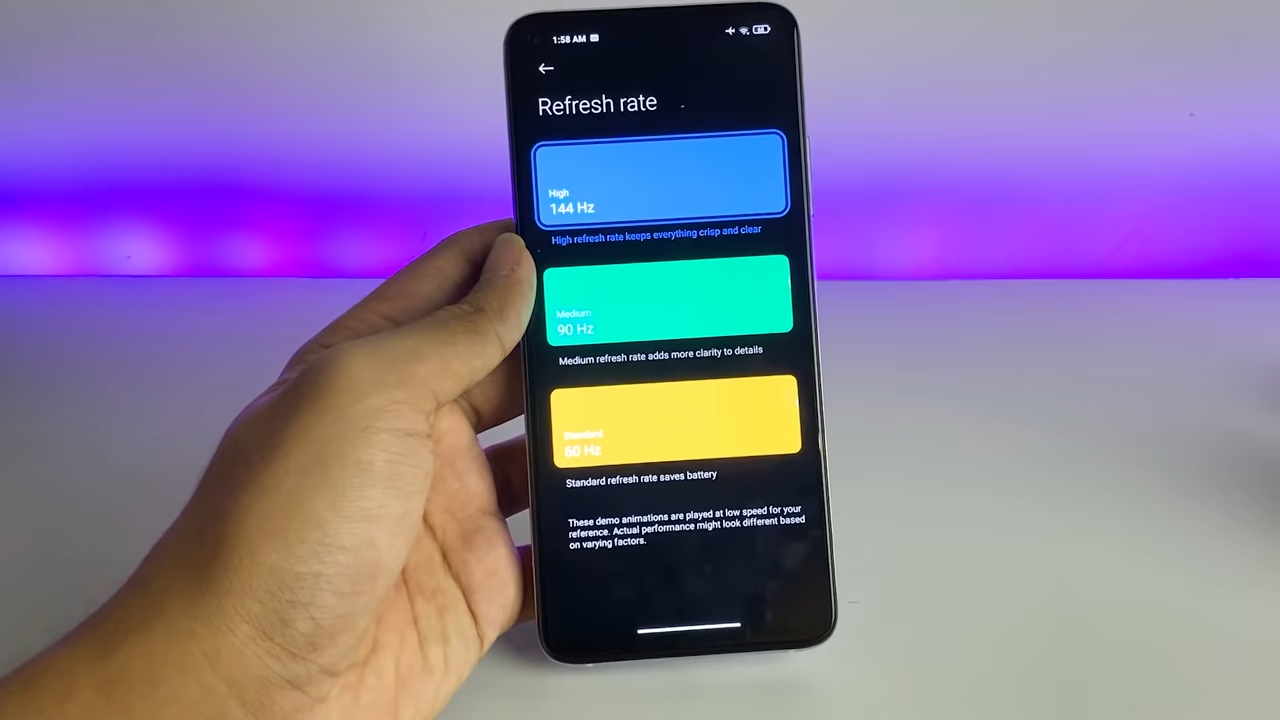 1:58 AM
Refresh rate
High
144 Hz
High refresh rate keeps everything crisp and clear
Medium
90 Hz
Medium refresh rate adds more clarity to details
Standard
60 Hz
Standard refresh rate saves battery
These demo animations are played at low speed for your
reference. Actual performance might look different based
on varying factors.